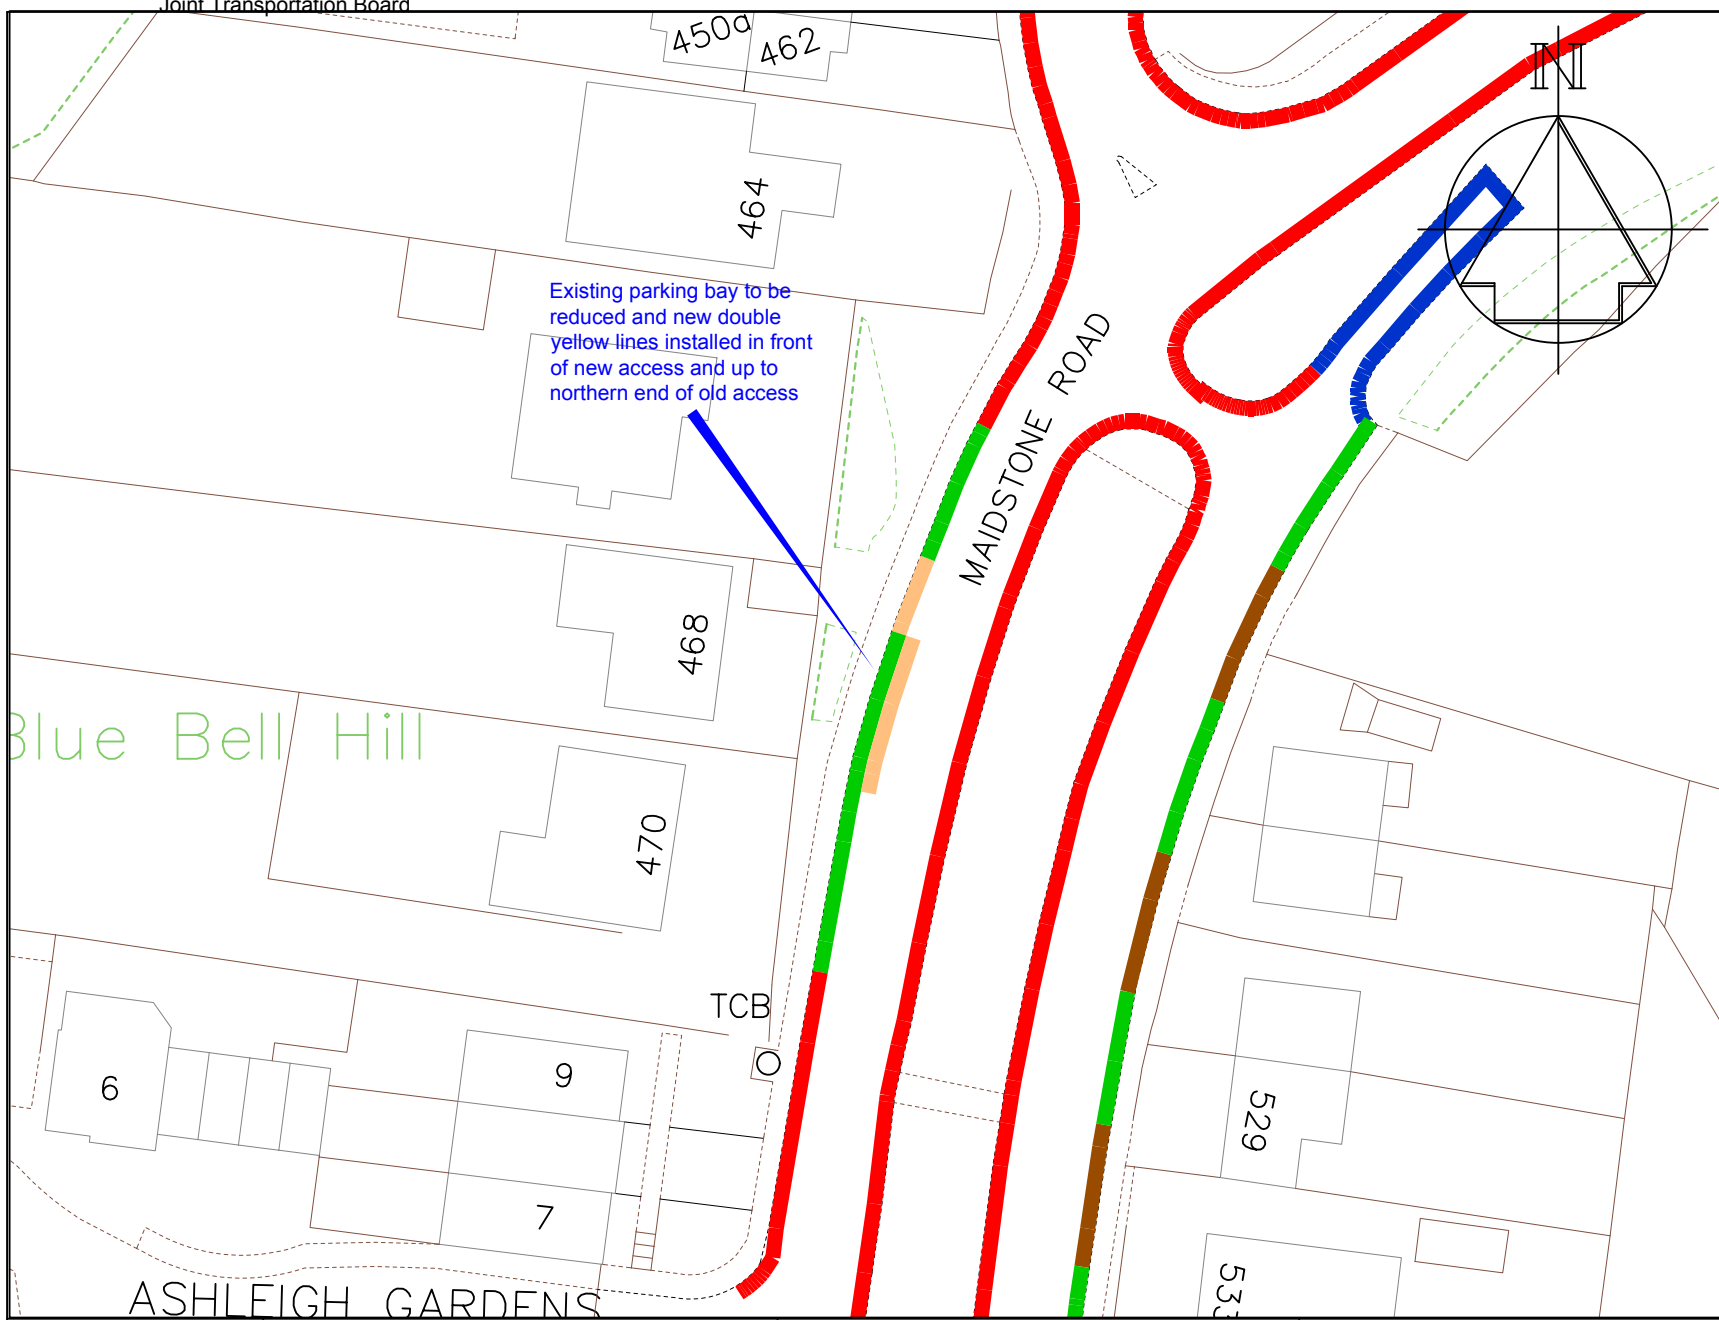 Joint Transportation Board
450a
462
N
464
Existing parking bay to be
reduced and new double
yellow lines installed in front
of new access and up to
northern end of old access
MAIDSTONE ROAD
468
Blue Bell Hill
470
TCB
9
6
529
7
ASHLEIGH GARDENS